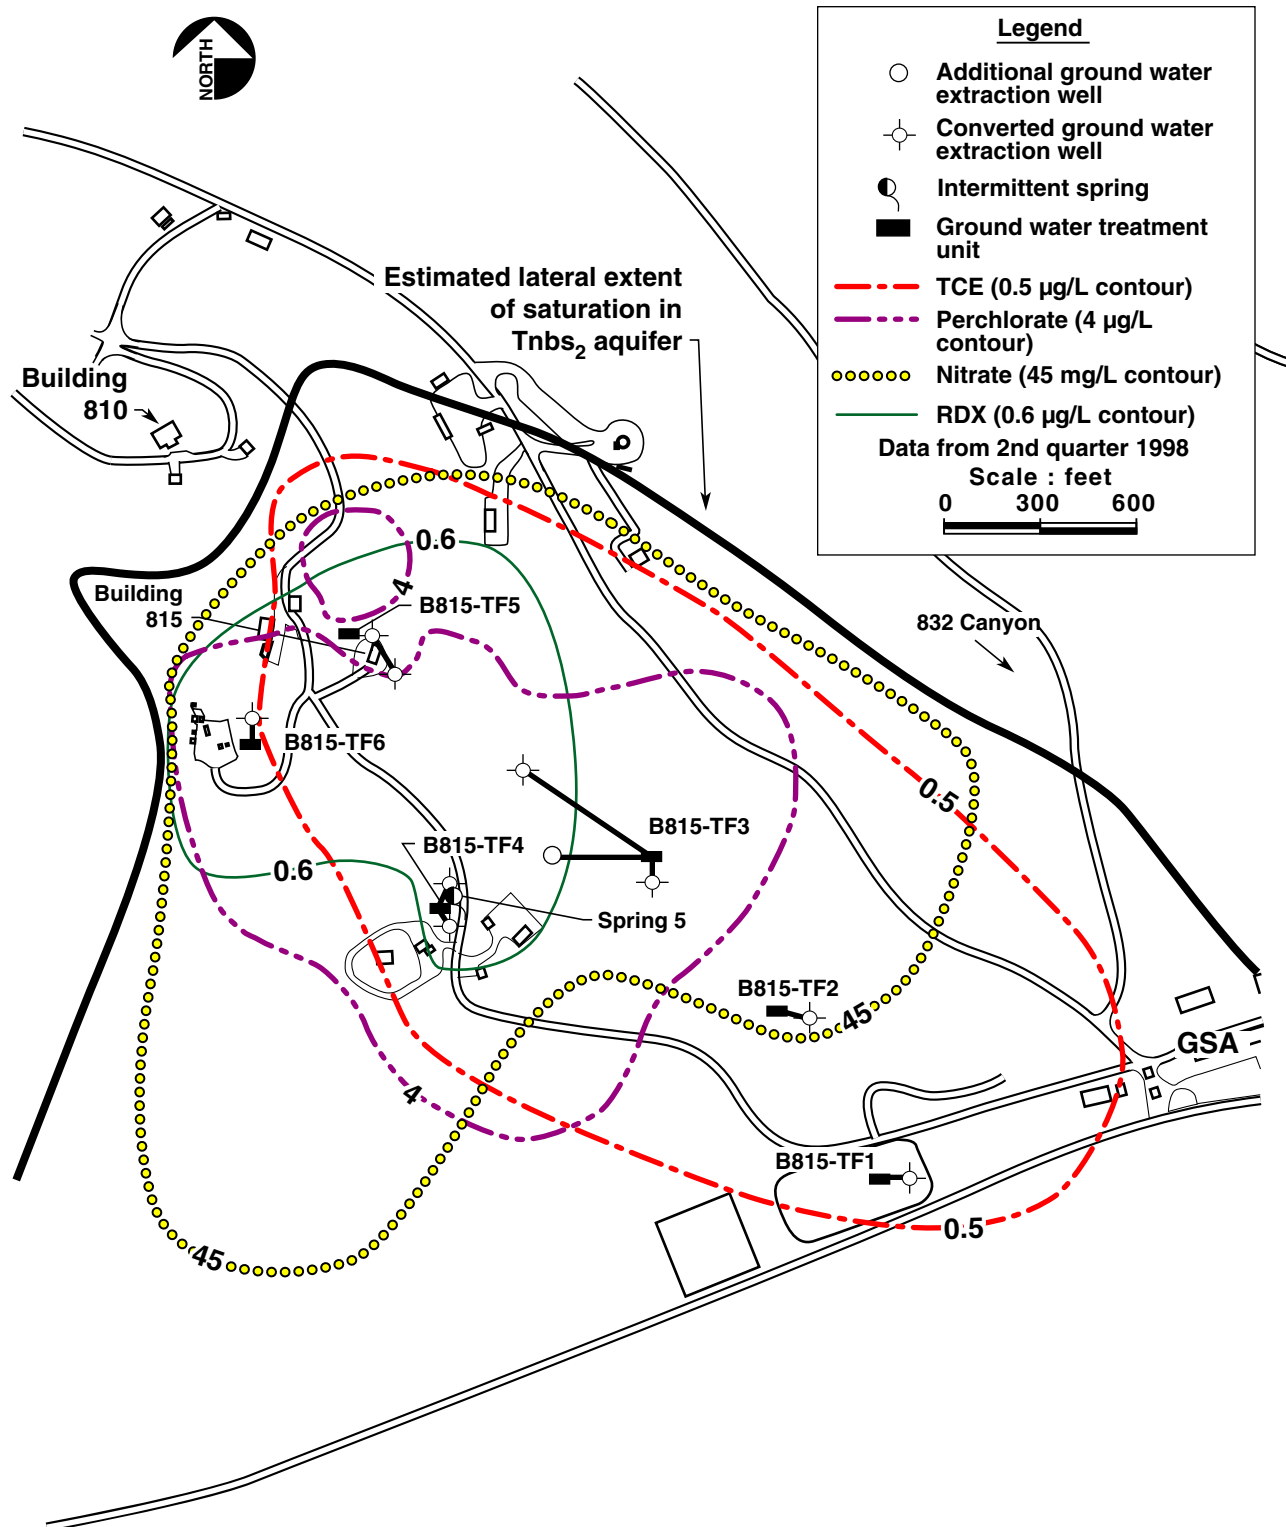 NORTH
Legend
Additional ground water
extraction well
Converted ground water
extraction well
Intermittent spring
Ground water treatment
unit
TCE (0.5 µg/L contour)
Perchlorate (4 µg/L
contour)
Nitrate (45 mg/L contour)
RDX (0.6 µg/L contour)
Data from 2nd quarter 1998
Scale : feet
0 300 600
Estimated lateral extent
of saturation in
Tnbs2 aquifer
Building
810
0.6
4
Building
815
B815-TF5
832 Canyon
B815-TF6
0.5
B815-TF3
B815-TF4
0.6
Spring 5
B815-TF2
45
GSA
4
B815-TF1
0.5
45